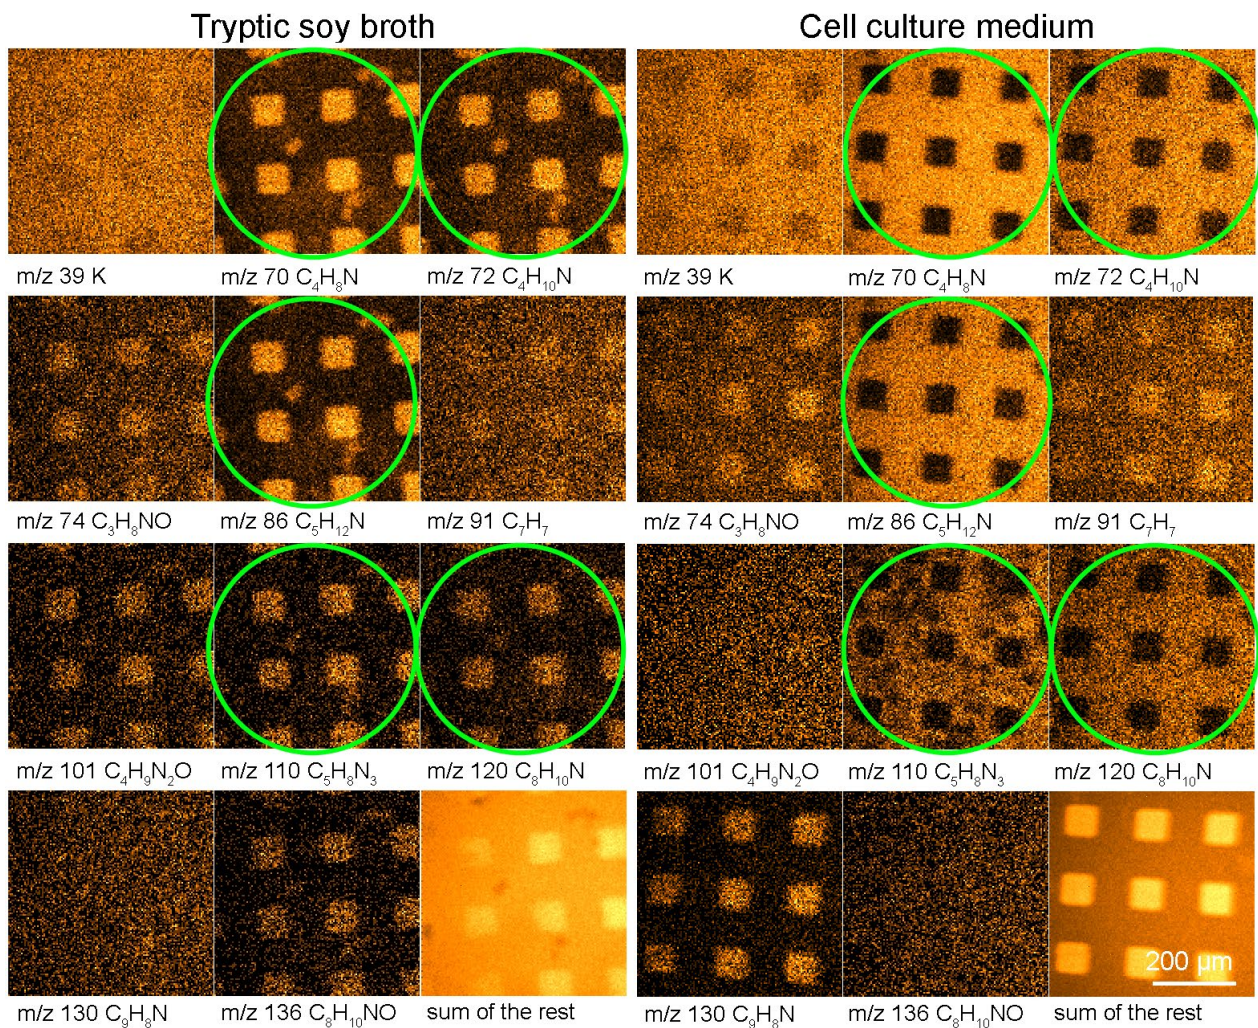 Tryptic soy broth
Cell culture medium
m/z 39 K
m/z 70 C₄H₈N
m/z 72 C₄H₁₀N
m/z 39 K
m/z 70 C₄H₈N
m/z 72 C₄H₁₀N
m/z 74 C₃H₈NO
m/z 86 C₅H₁₂N
m/z 91 C₇H₇
m/z 74 C₃H₈NO
m/z 86 C₅H₁₂N
m/z 91 C₇H₇
m/z 101 C₄H₉N₂O
m/z 110 C₅H₈N₃
m/z 120 C₈H₁₀N
m/z 101 C₄H₉N₂O
m/z 110 C₅H₈N₃
m/z 120 C₈H₁₀N
200 µm
m/z 130 C₉H₈N
m/z 136 C₈H₁₀NO
sum of the rest
m/z 130 C₉H₈N
m/z 136 C₈H₁₀NO
sum of the rest